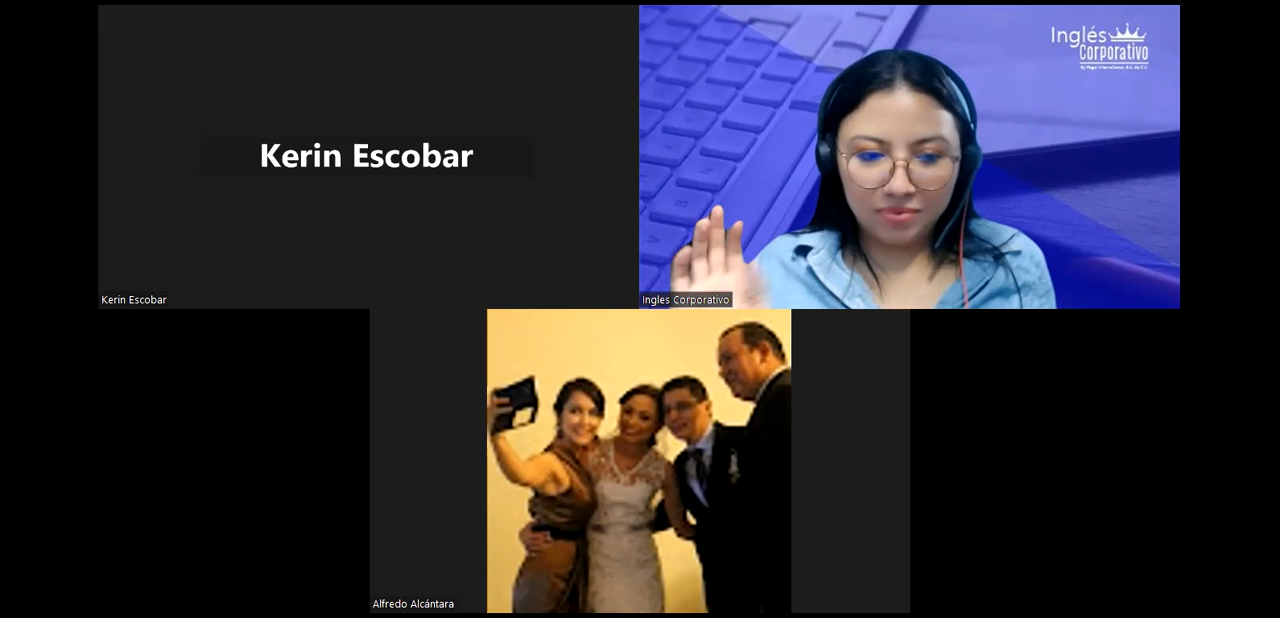 Kerin Escobar
Kerin Escobar
Inglés
Corporativo
Ingles Corporativo
Alfredo Alcántara